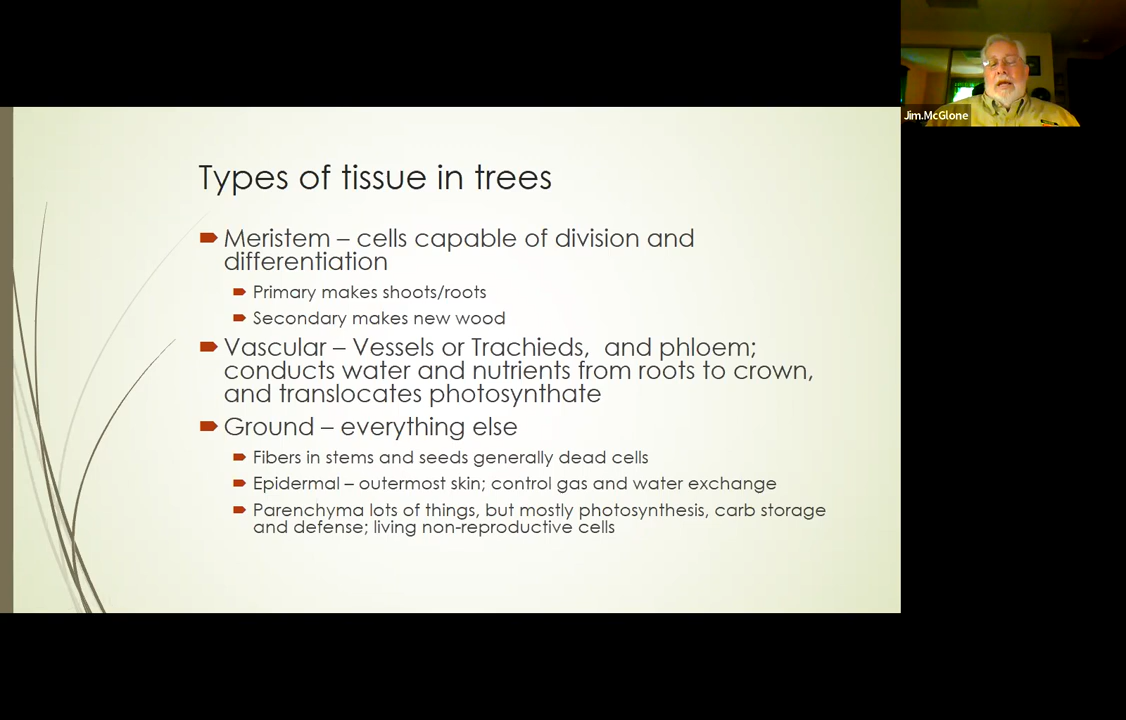 Jim.McGlone
Types of tissue in trees
Meristem – cells capable of division and
differentiation
Primary makes shoots/roots
Secondary makes new wood
Vascular – Vessels or Trachieds,  and phloem;
conducts water and nutrients from roots to crown,
and translocates photosynthate
Ground – everything else
Fibers in stems and seeds generally dead cells
Epidermal – outermost skin; control gas and water exchange
Parenchyma lots of things, but mostly photosynthesis, carb storage
and defense; living non-reproductive cells